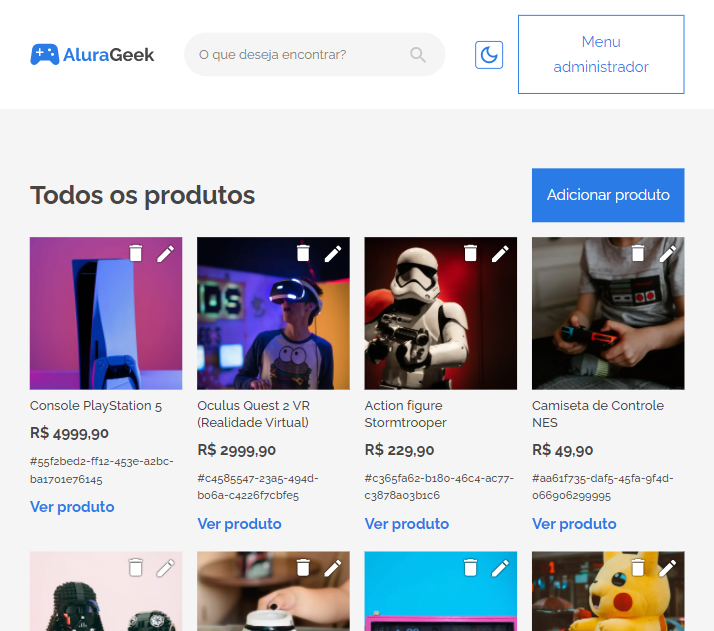 AluraGeek
O que deseja encontrar?
Menu
administrador
Todos os produtos
Adicionar produto
Console PlayStation 5
R$ 4999,90
#55f2bed2-ff12-453e-a2bc-
ba1701e76145
Ver produto
Oculus Quest 2 VR
(Realidade Virtual)
R$ 2999,90
#c4585547-23a5-494d-
b06a-c4226f7cbfe5
Ver produto
Action figure
Stormtrooper
R$ 229,90
#c365fa62-b180-46c4-ac77-
c3878a03b1c6
Ver produto
Camiseta de Controle
NES
R$ 49,90
#aa61f735-daf5-45fa-9f4d-
066906299995
Ver produto